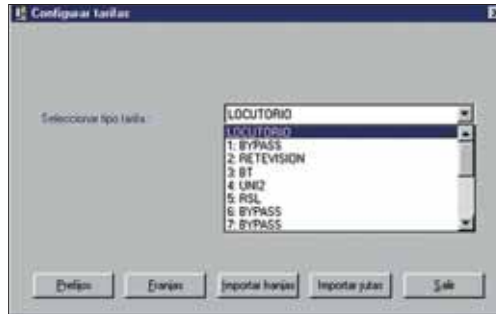 Configurar tarifas
Seleccionar tipo tarifa :
LOCUTORIO
LOCUTORIO
1: BYPASS
2: RETEVISION
3: BT
4: UNI2
5: RSL
6: BYPASS
7: BYPASS
Prefijos
Franjas
Importar franjas
Importar rutas
Salir